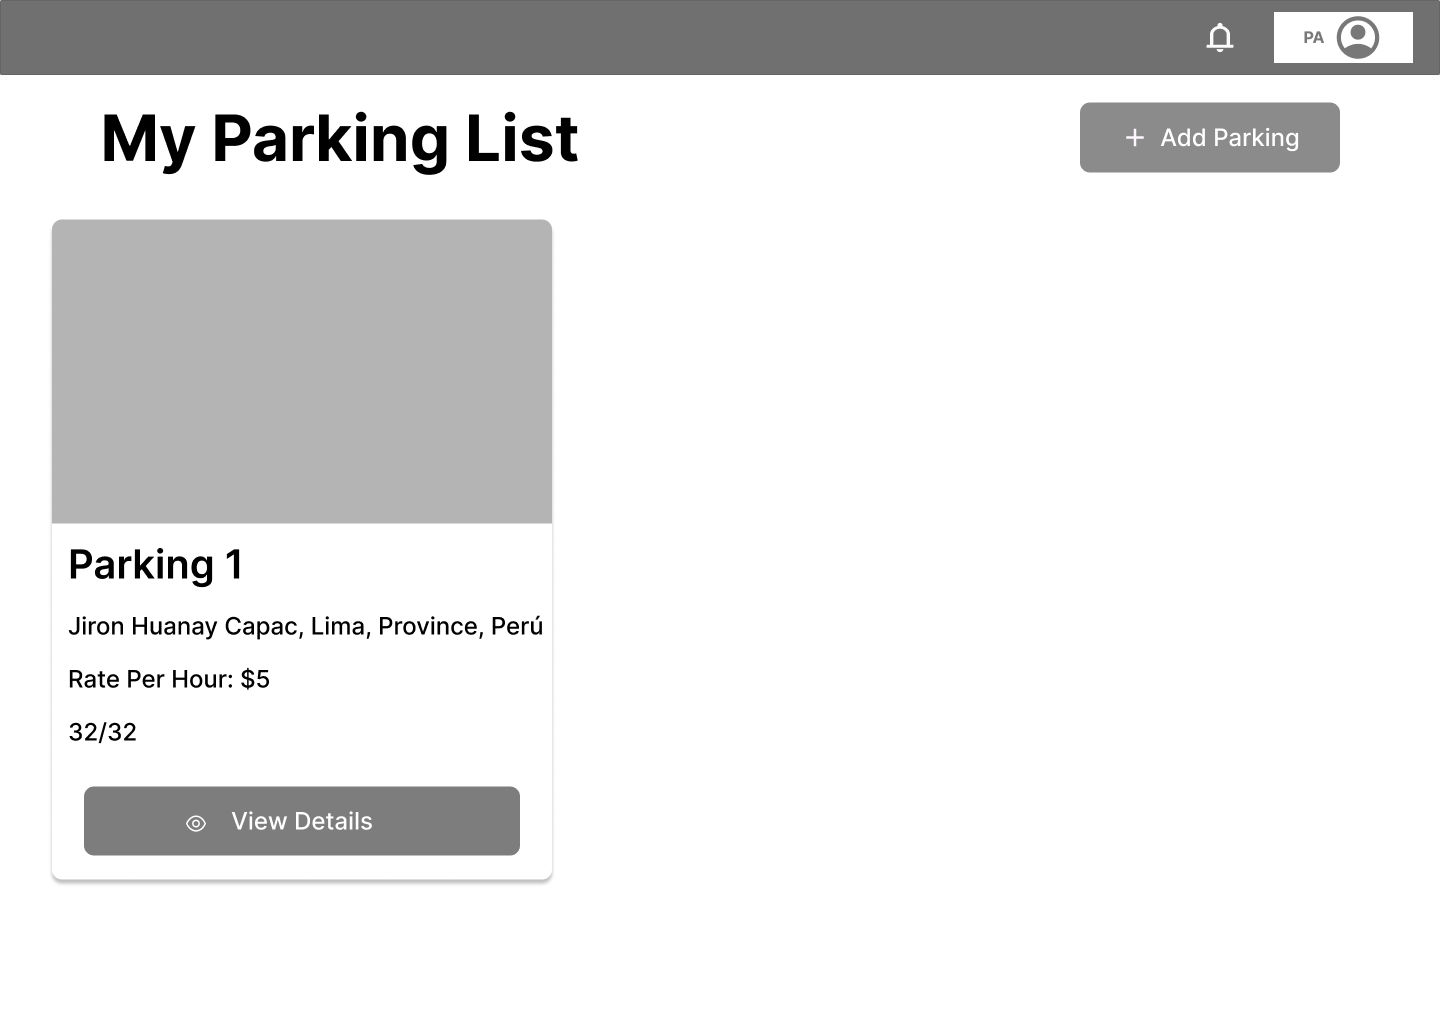 PA
My Parking List
+ Add Parking
Parking 1
Jiron Huanay Capac, Lima, Province, Perú
Rate Per Hour: $5
32/32
View Details